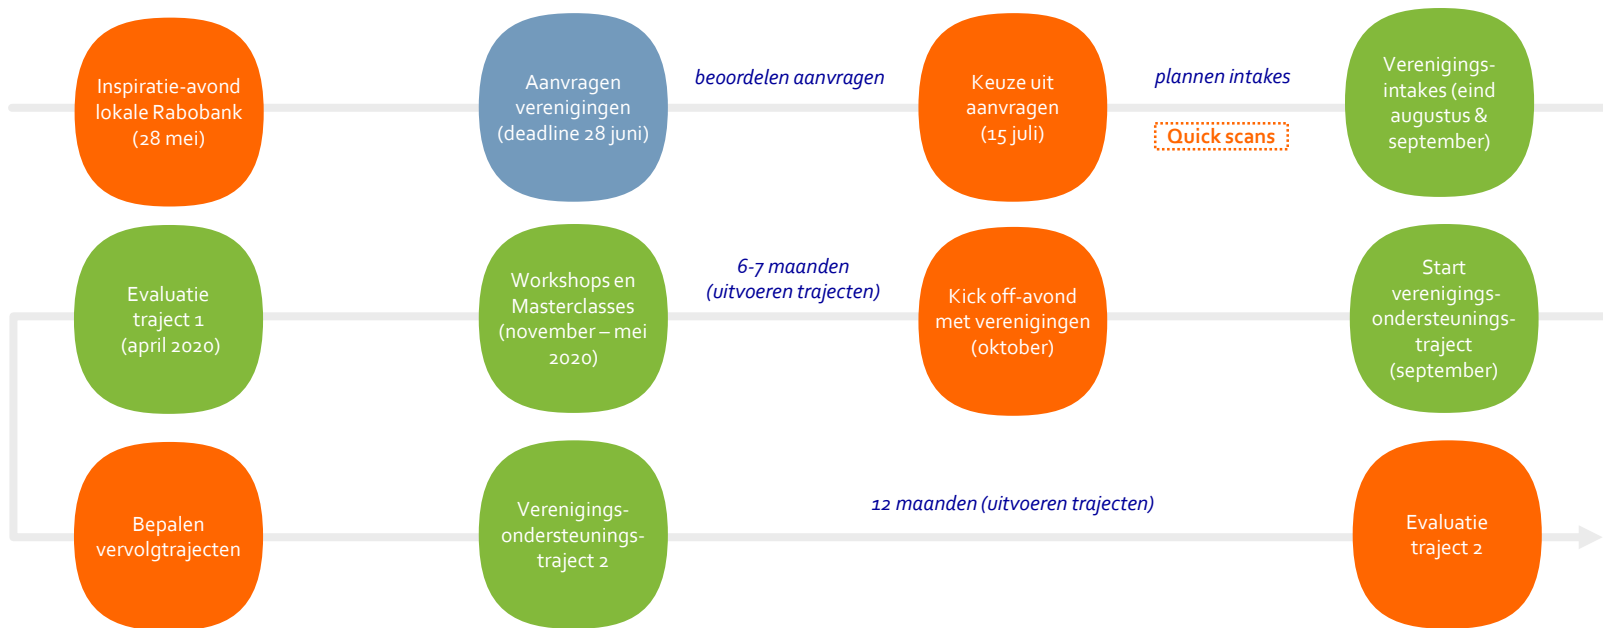 Inspiratie-avond
lokale Rabobank
(28 mei)
Aanvragen
verenigingen
(deadline 28 juni)
beoordelen aanvragen
Keuze uit
aanvragen
(15 juli)
plannen intakes
Quick scans
Verenigings-
intakes (eind
augustus &
september)
Evaluatie
traject 1
(april 2020)
Workshops en
Masterclasses
(november – mei
2020)
6-7 maanden
(uitvoeren trajecten)
Kick off-avond
met verenigingen
(oktober)
Start
verenigings-
ondersteunings-
traject
(september)
Bepalen
vervolgtrajecten
Verenigings-
ondersteunings-
traject 2
12 maanden (uitvoeren trajecten)
Evaluatie
traject 2